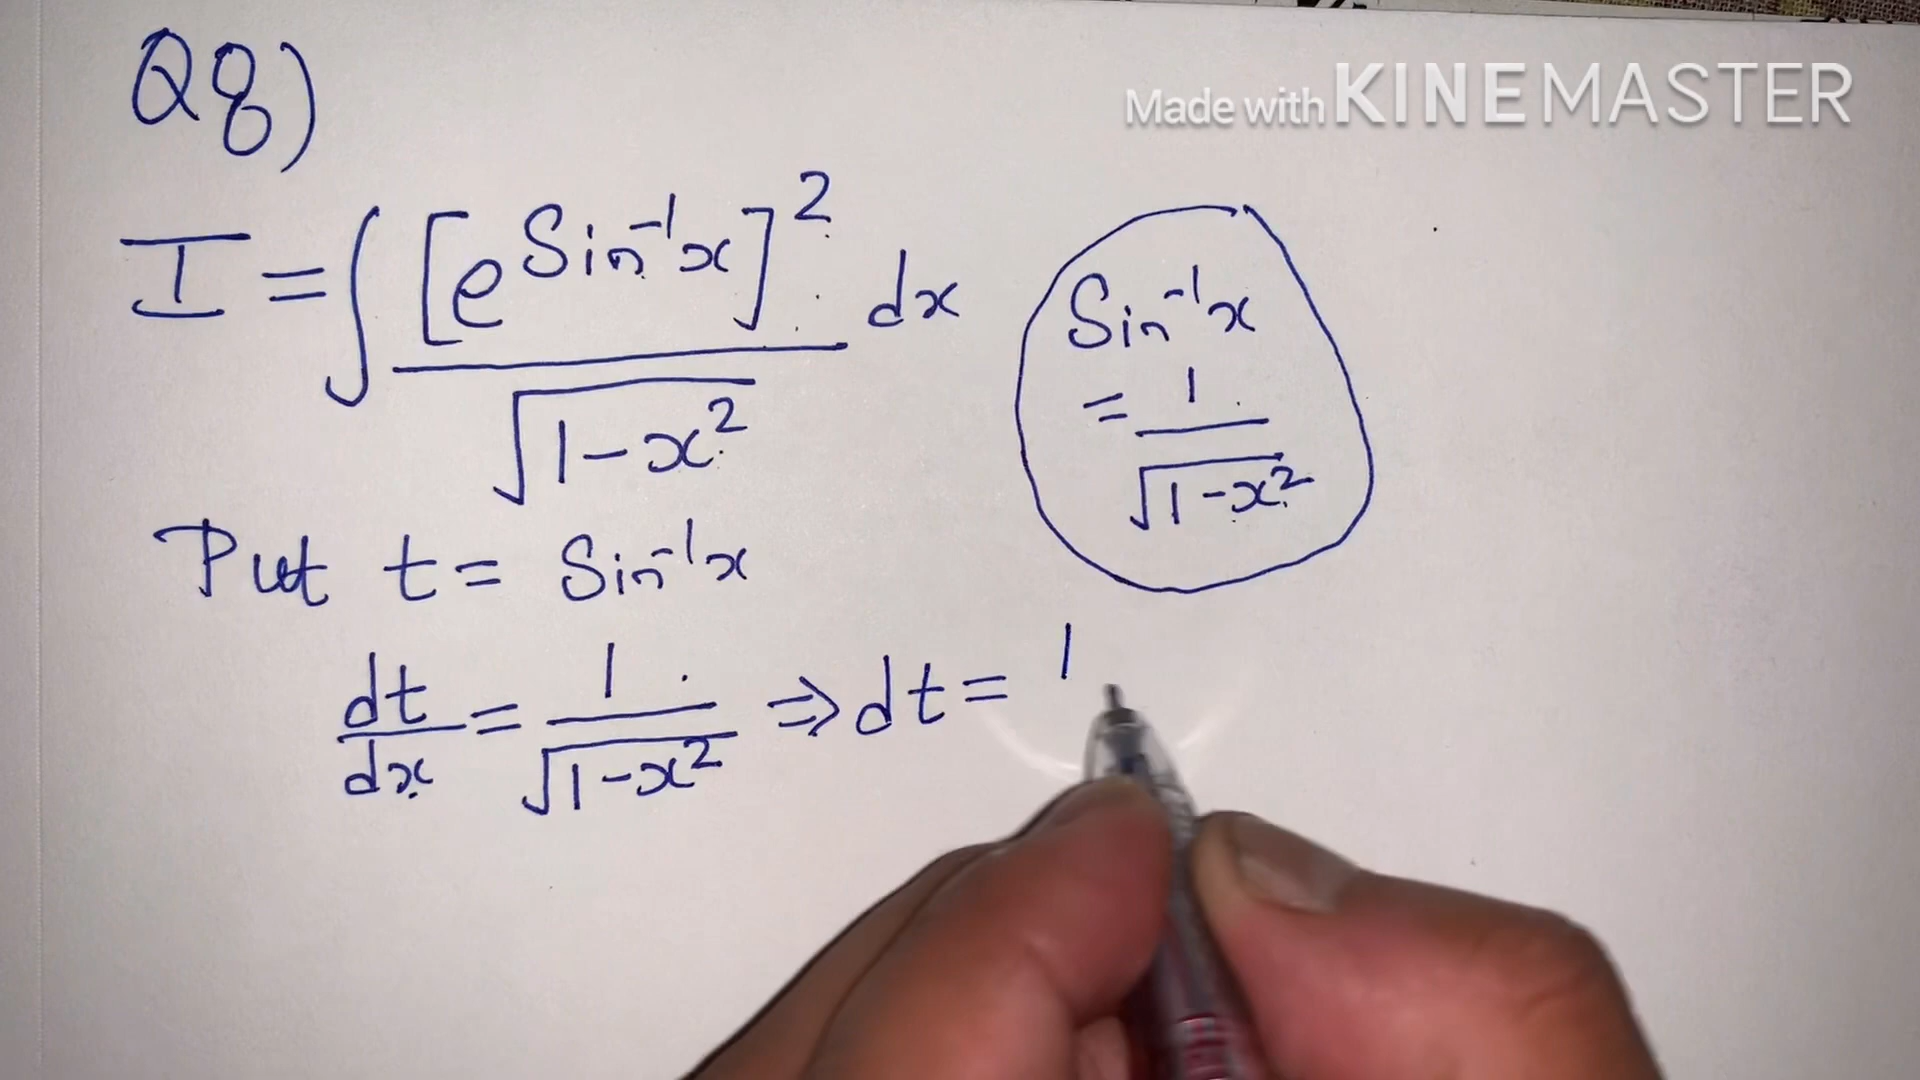 Q8)
Made with KINEMASTER
I = ∫ [e^Sin⁻¹x]² / √1-x² dx
Sin⁻¹x
= 1 / √1-x²
Put t = Sin⁻¹x
dt/dx = 1 / √1-x² ⇒ dt = 1